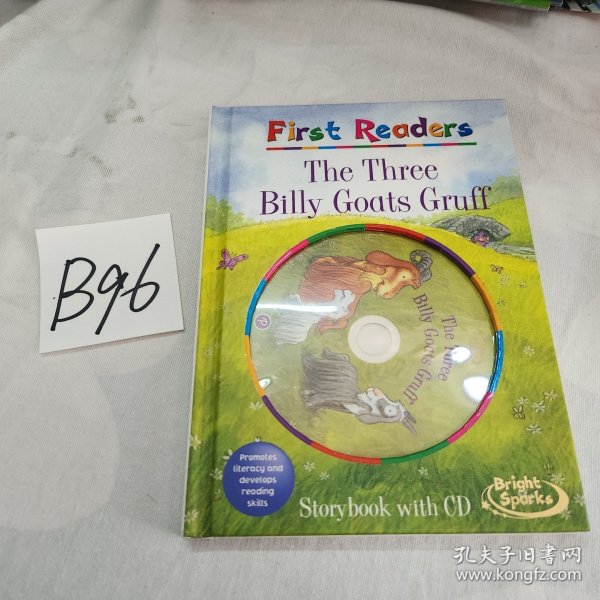 B96
First Readers
The Three
Billy Goats Gruff
The Three
Billy Goats Gruff
Promotes
literacy and
develops
reading
skills
Storybook with CD
Bright
Sparks
孔夫子旧书网
www.kongfz.com